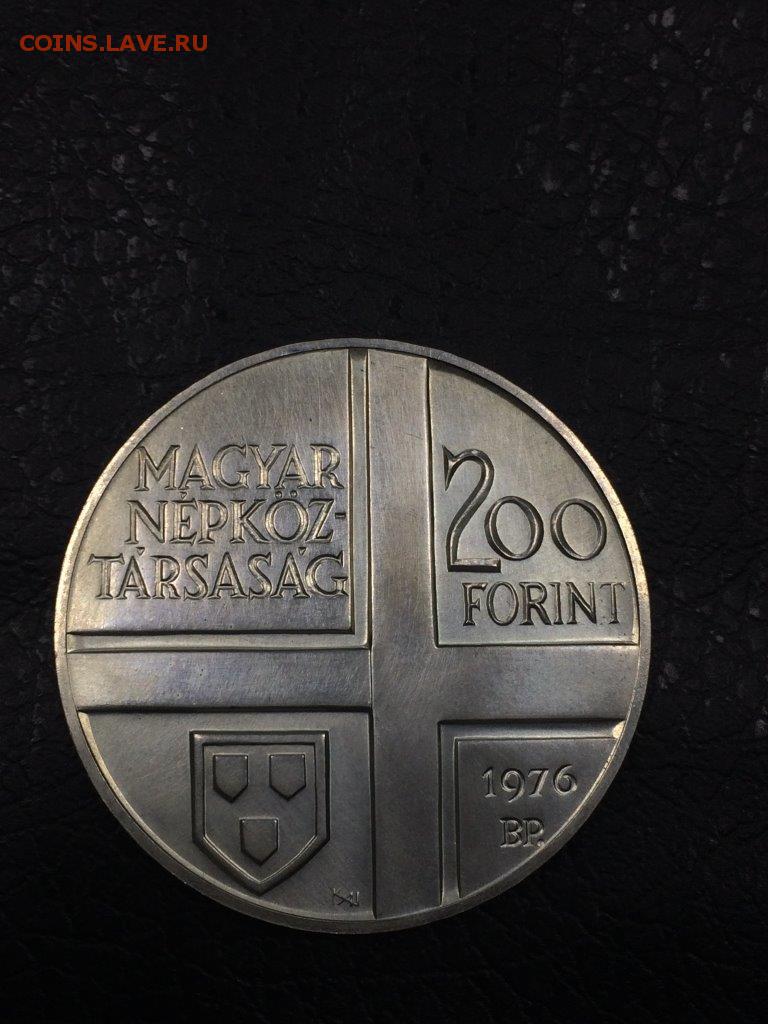 COINS.LAVE.RU
MAGYAR
NÉPKÖZ-
TÁRSASÁG
200
FORINT
1976
BP.